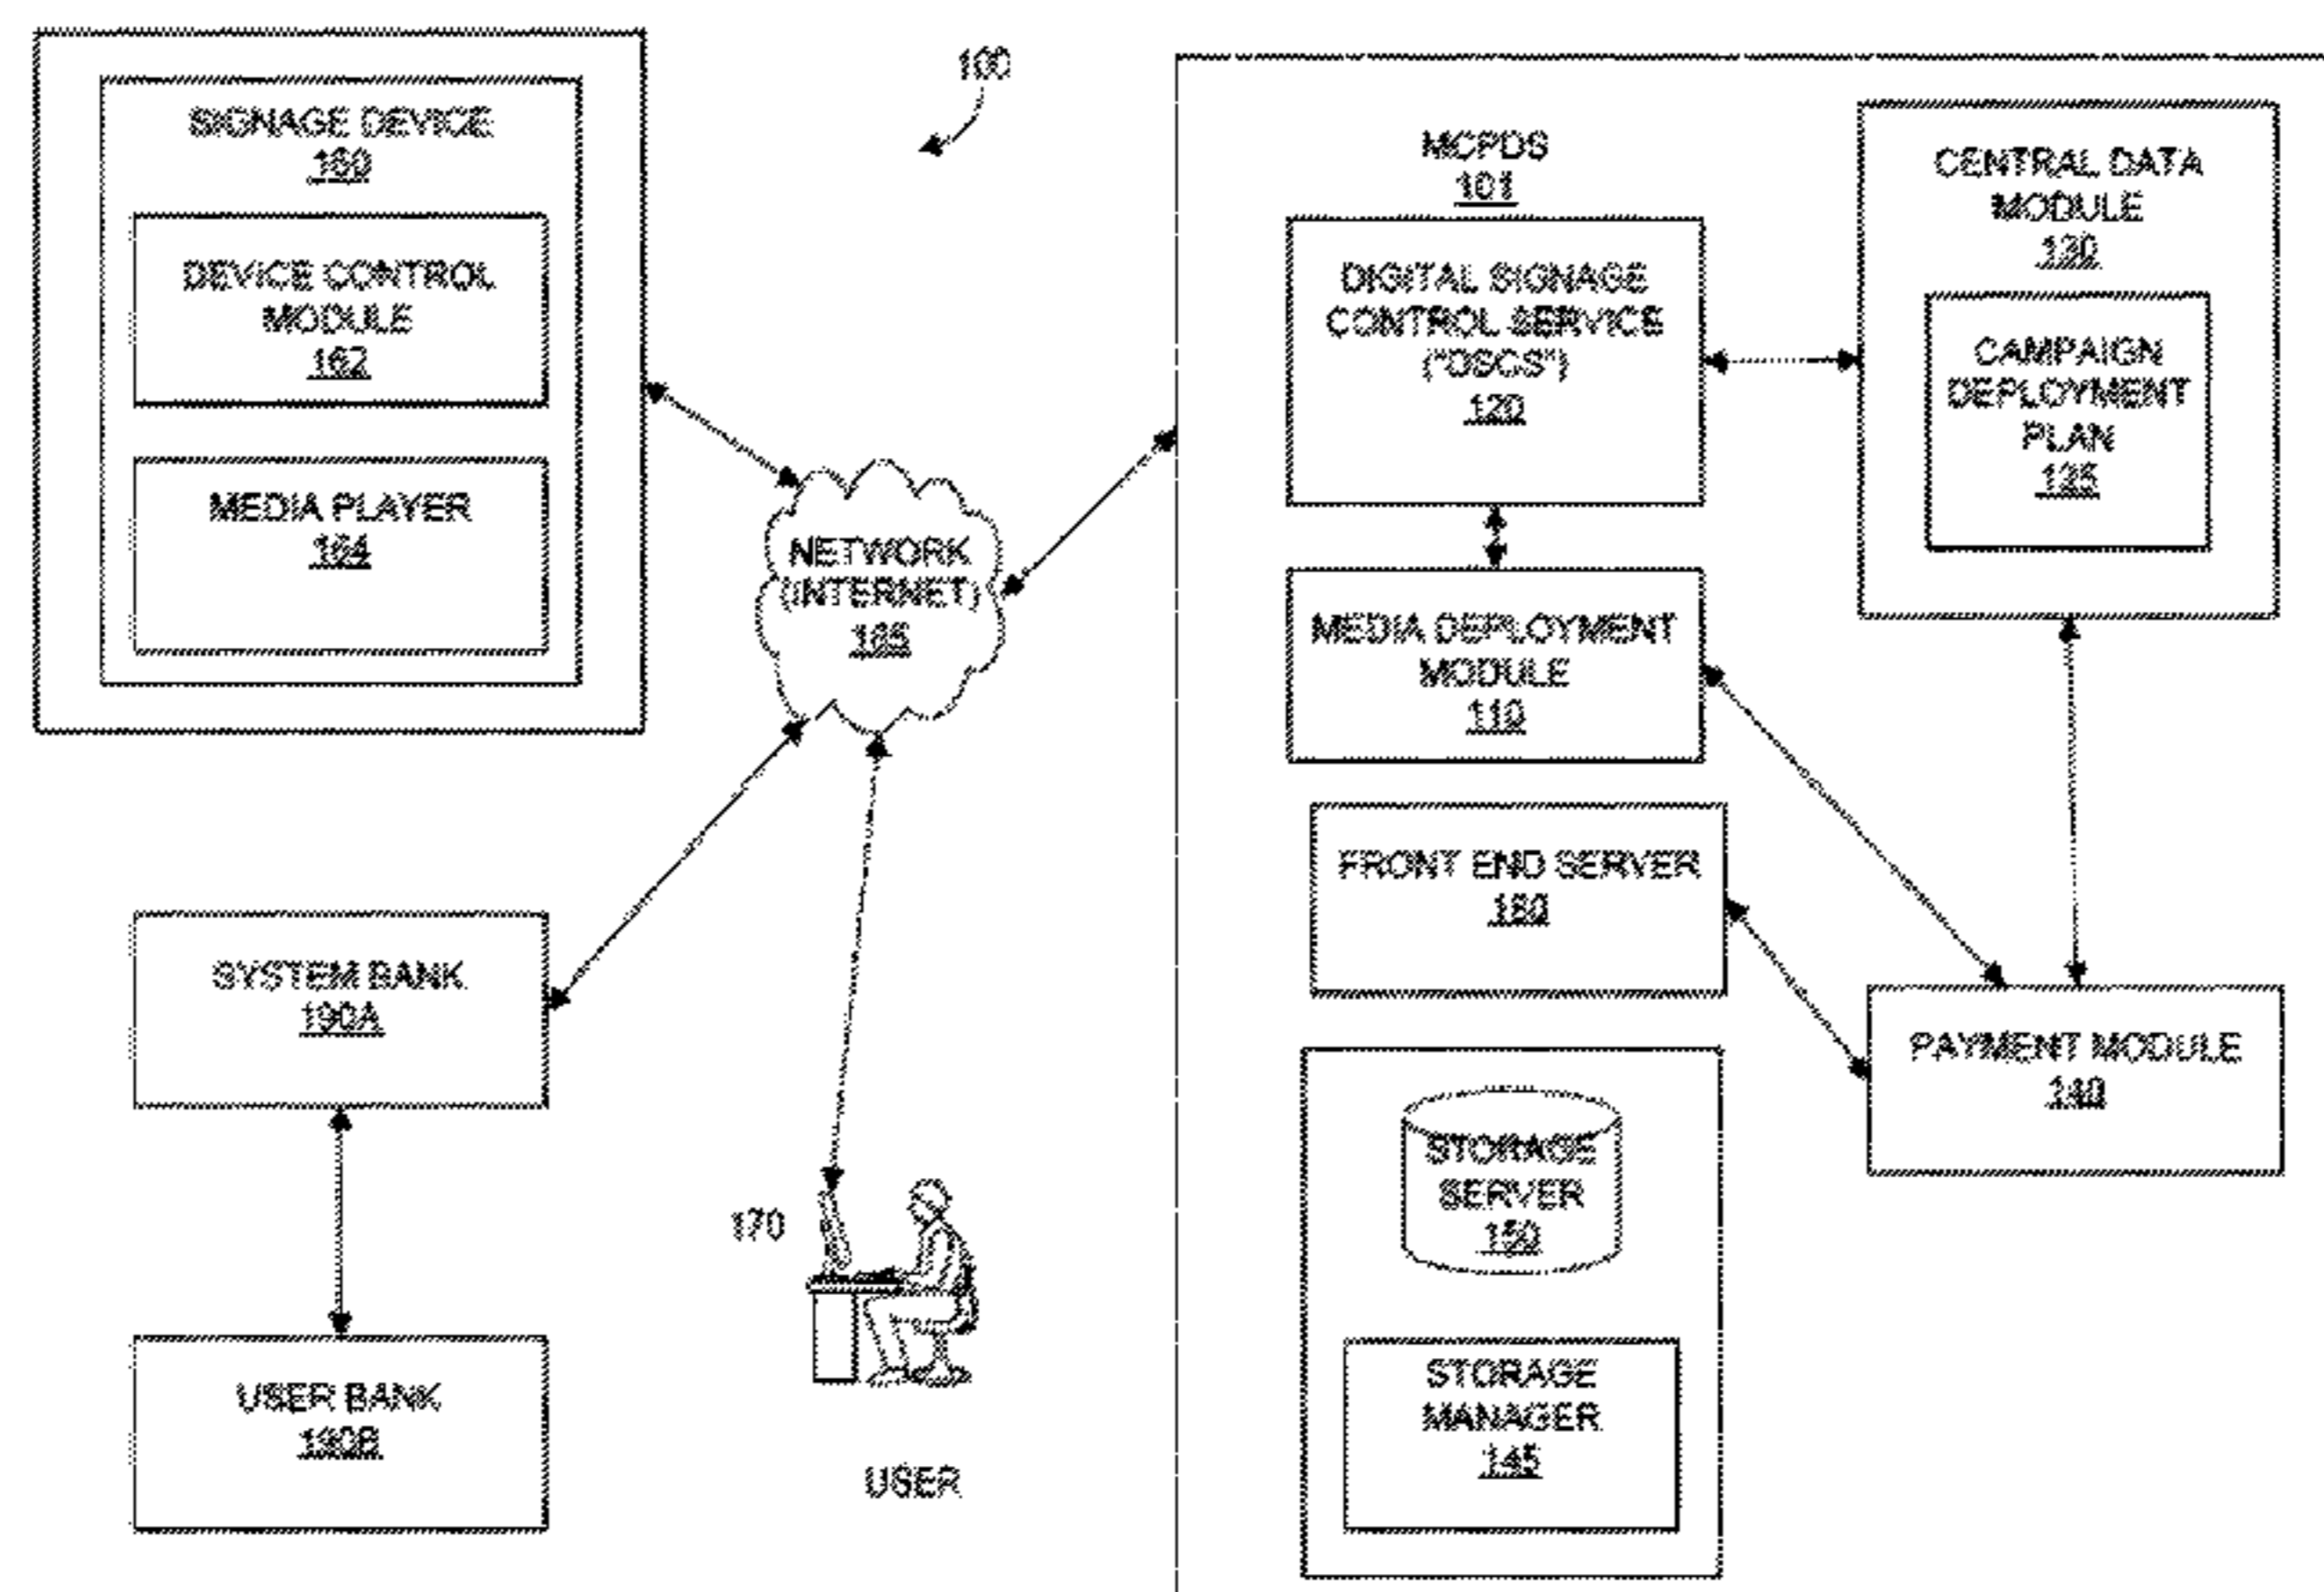 100
SIGNAGE DEVICE
160
DEVICE CONTROL
MODULE
162
MEDIA PLAYER
164
NETWORK
(INTERNET)
165
SYSTEM BANK
190A
USER BANK
190B
170
USER
MCPDS
101
DIGITAL SIGNAGE
CONTROL SERVICE
("DSCS")
120
MEDIA DEPLOYMENT
MODULE
110
FRONT END SERVER
180
STORAGE
SERVER
150
STORAGE
MANAGER
145
CENTRAL DATA
MODULE
130
CAMPAIGN
DEPLOYMENT
PLAN
125
PAYMENT MODULE
140